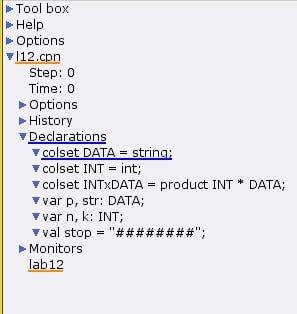 Tool box
Help
Options
l12.cpn
Step: 0
Time: 0
Options
History
Declarations
colset DATA = string;
colset INT = int;
colset INTxDATA = product INT * DATA;
var p, str: DATA;
var n, k: INT;
val stop = "########";
Monitors
lab12